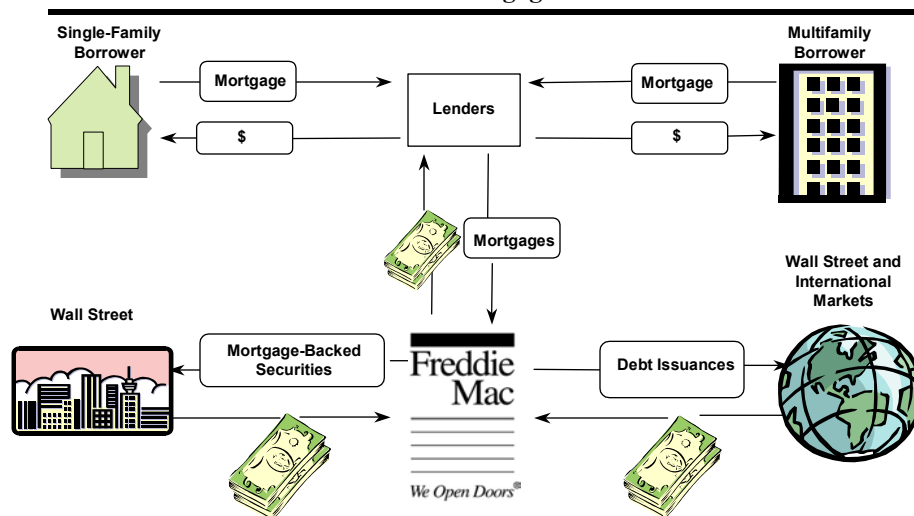 Single-Family
Borrower
Multifamily
Borrower
Mortgage
Lenders
Mortgage
$
$
Mortgages
Wall Street and
International
Markets
Wall Street
Mortgage-Backed
Securities
Freddie
Mac
Debt Issuances
We Open Doors®